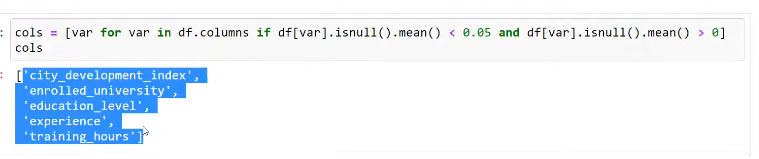 : cols = [var for var in df.columns if df[var].isnull().mean() < 0.05 and df[var].isnull().mean() > 0]
cols
: ['city_development_index',
'enrolled_university',
'education_level',
'experience',
'training_hours']